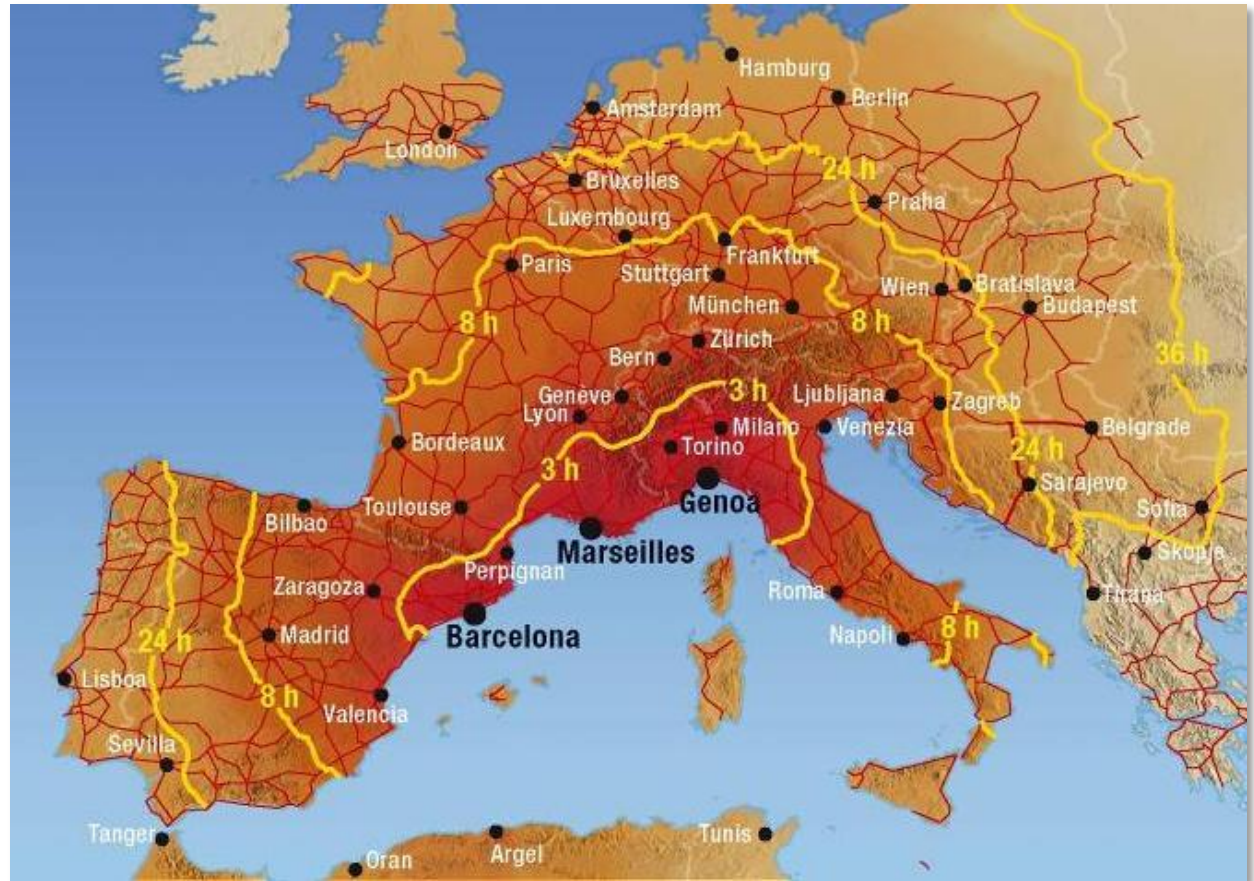 Hamburg
Berlin
Amsterdam
London
24 h
Bruxelles
Praha
Luxembourg
Frankfurt
Paris
Stuttgart
Wien
Bratislava
München
Budapest
8 h
8 h
Zürich
36 h
Bern
3 h
Genève
Ljubljana
Zagreb
Lyon
Milano
Venezia
Belgrade
Bordeaux
Torino
24 h
3 h
Sarajevo
Genoa
Toulouse
Bilbao
Sofia
Marseilles
Skopje
Perpignan
Zaragoza
Roma
Tirana
Madrid
Barcelona
Napoli
8 h
24 h
Lisboa
8 h
Valencia
Sevilla
Tanger
Tunis
Argel
Oran